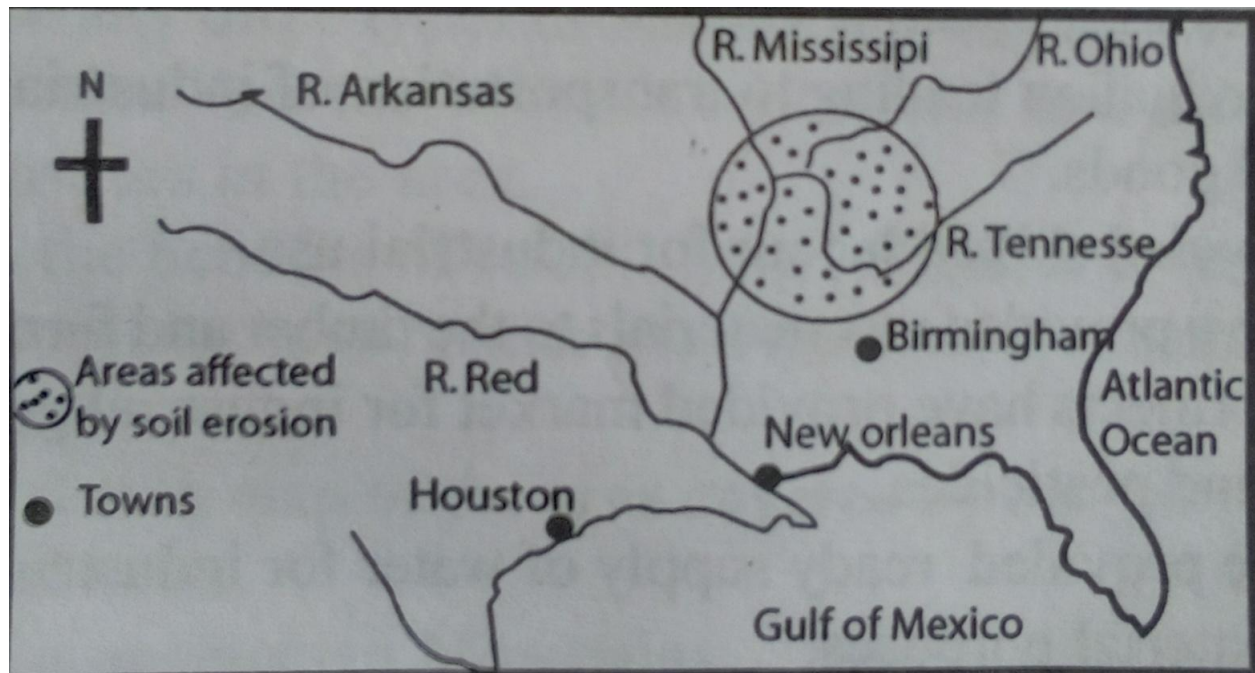 R. Mississipi
R. Ohio
N
R. Arkansas
R. Tennesse
Birmingham
Areas affected
by soil erosion
R. Red
Atlantic
Ocean
New orleans
Towns
Houston
Gulf of Mexico